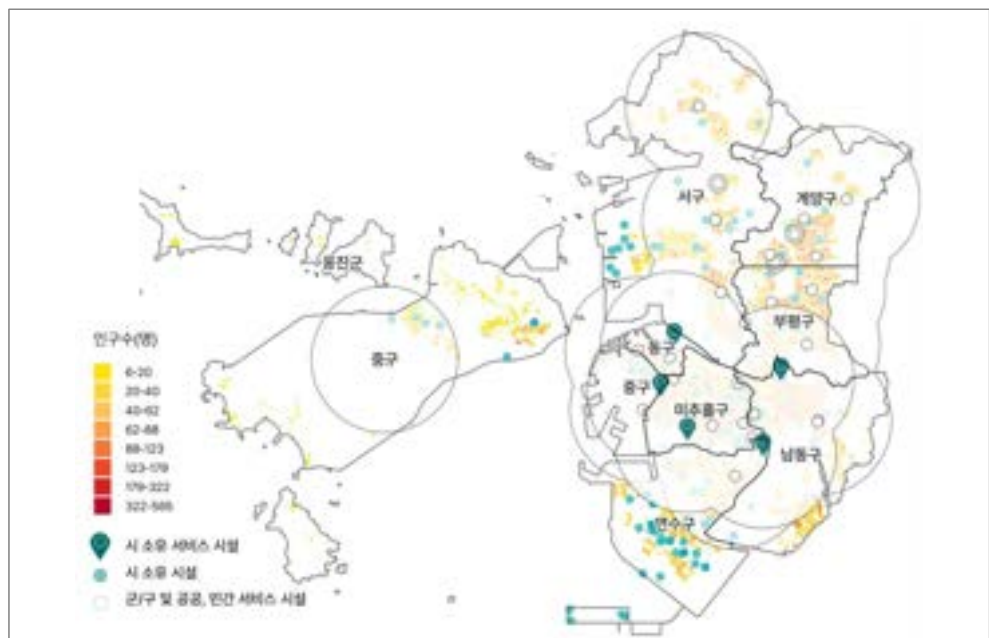 서구
계양구
옹진군
부평구
인구수(명)
중구
동구
중구
미추홀구
남동구
연수구
6-20
20-40
40-62
62-88
88-123
123-179
179-322
322-565
시 소유 서비스 시설
시 소유 시설
군/구 및 공공, 민간 서비스 시설